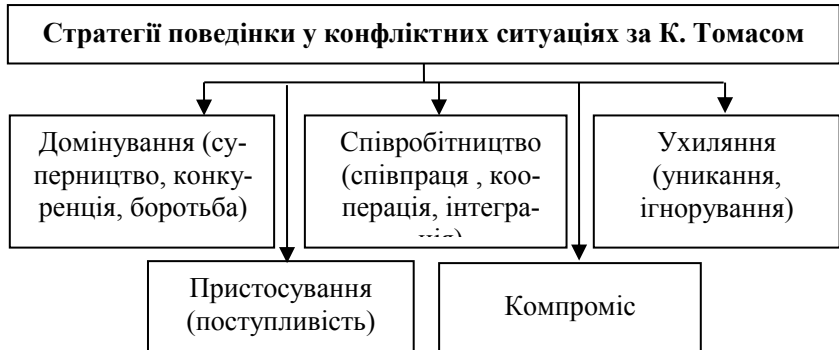 Стратегії поведінки у конфліктних ситуаціях за К. Томасом
Домінування (су-
перництво, конку-
ренція, боротьба)
Співробітництво
(співпраця , коо-
перація, інтегра-
ція)
Ухиляння
(уникання,
ігнорування)
Пристосування
(поступливість)
Компроміс